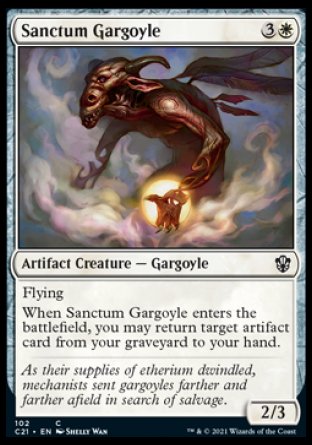 Sanctum Gargoyle 3
Artifact Creature — Gargoyle
Flying
When Sanctum Gargoyle enters the
battlefield, you may return target artifact
card from your graveyard to your hand.
As their supplies of etherium dwindled,
mechanists sent gargoyles farther and
farther afield in search of salvage.
2/3
102 C
C21 • EN SHELLY WAN
™ & © 2021 Wizards of the Coast